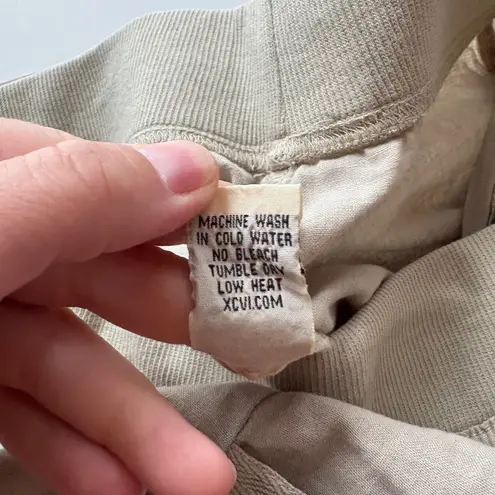 MACHINE WASH
IN COLD WATER
NO BLEACH
TUMBLE DRY
LOW HEAT
XCVI.COM